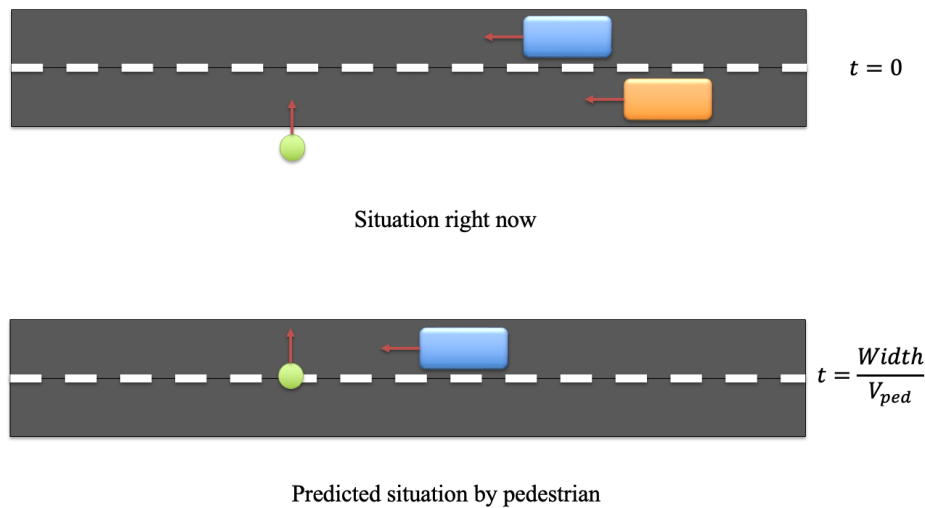 t = 0
Situation right now
t = Width / V_ped
Predicted situation by pedestrian